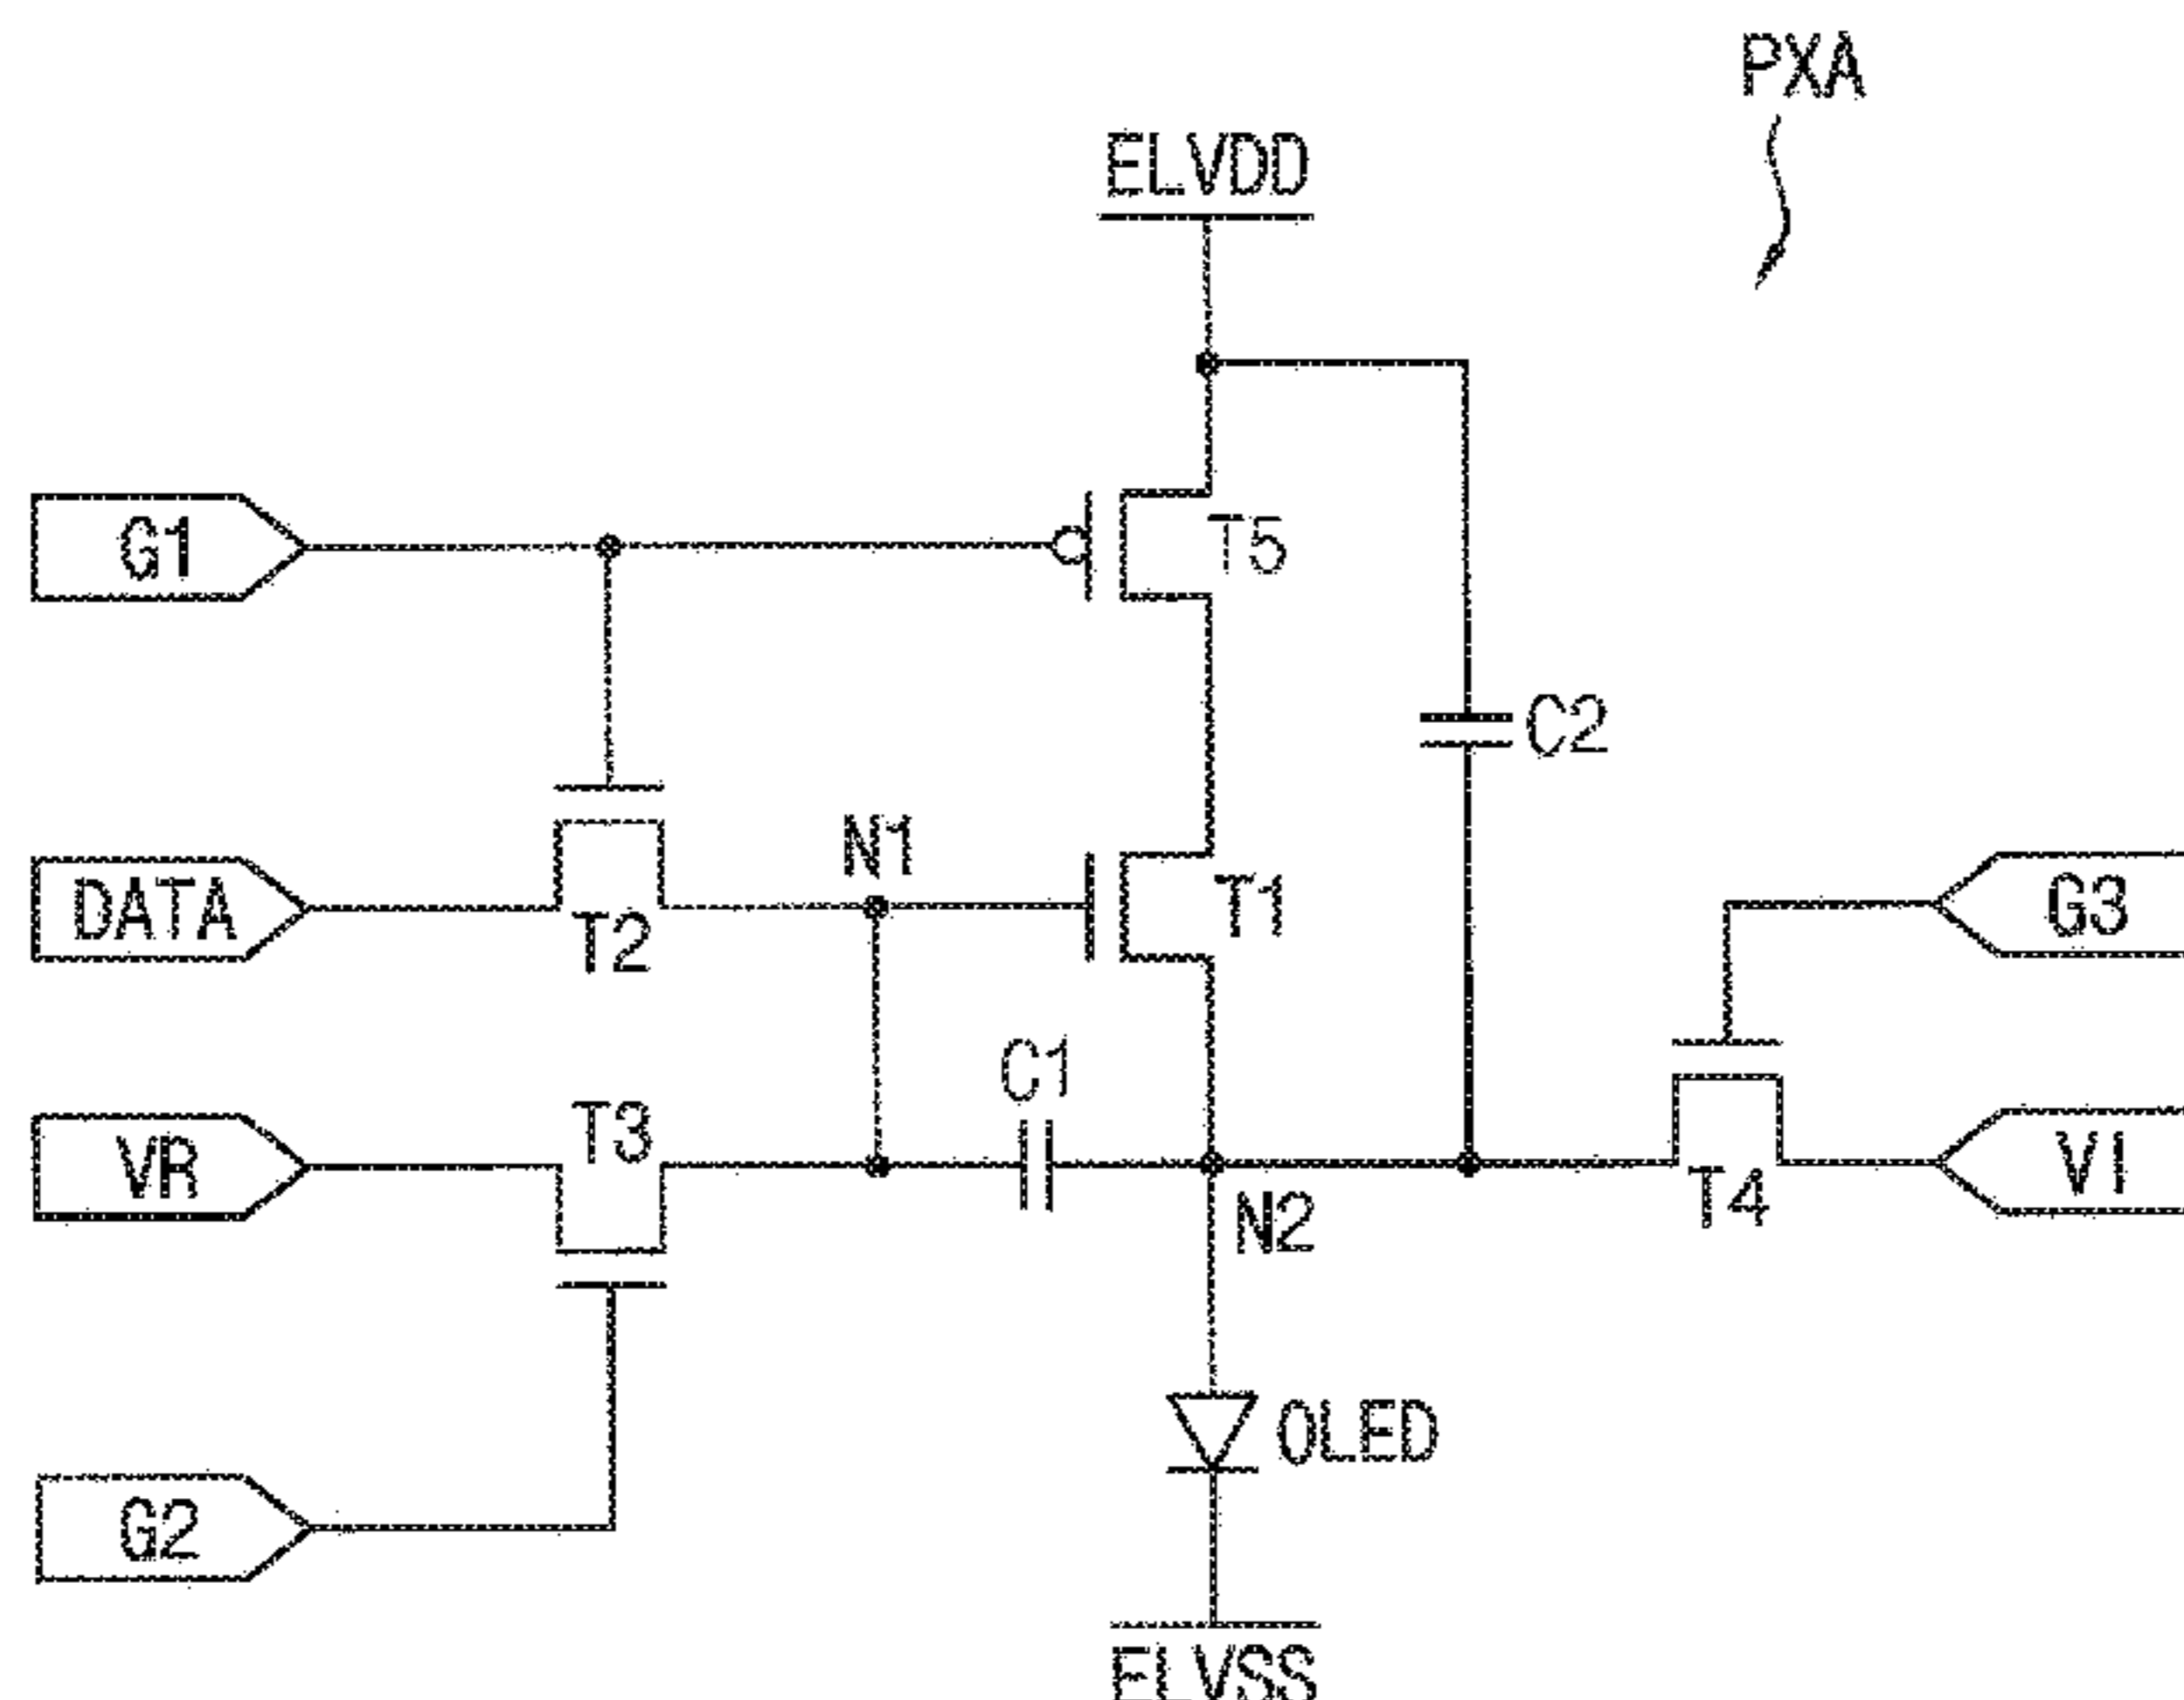 PXA
ELVDD
G1
T5
C2
N1
DATA
T2
T1
G3
C1
VR
T3
N2
T4
VI
OLED
G2
ELVSS